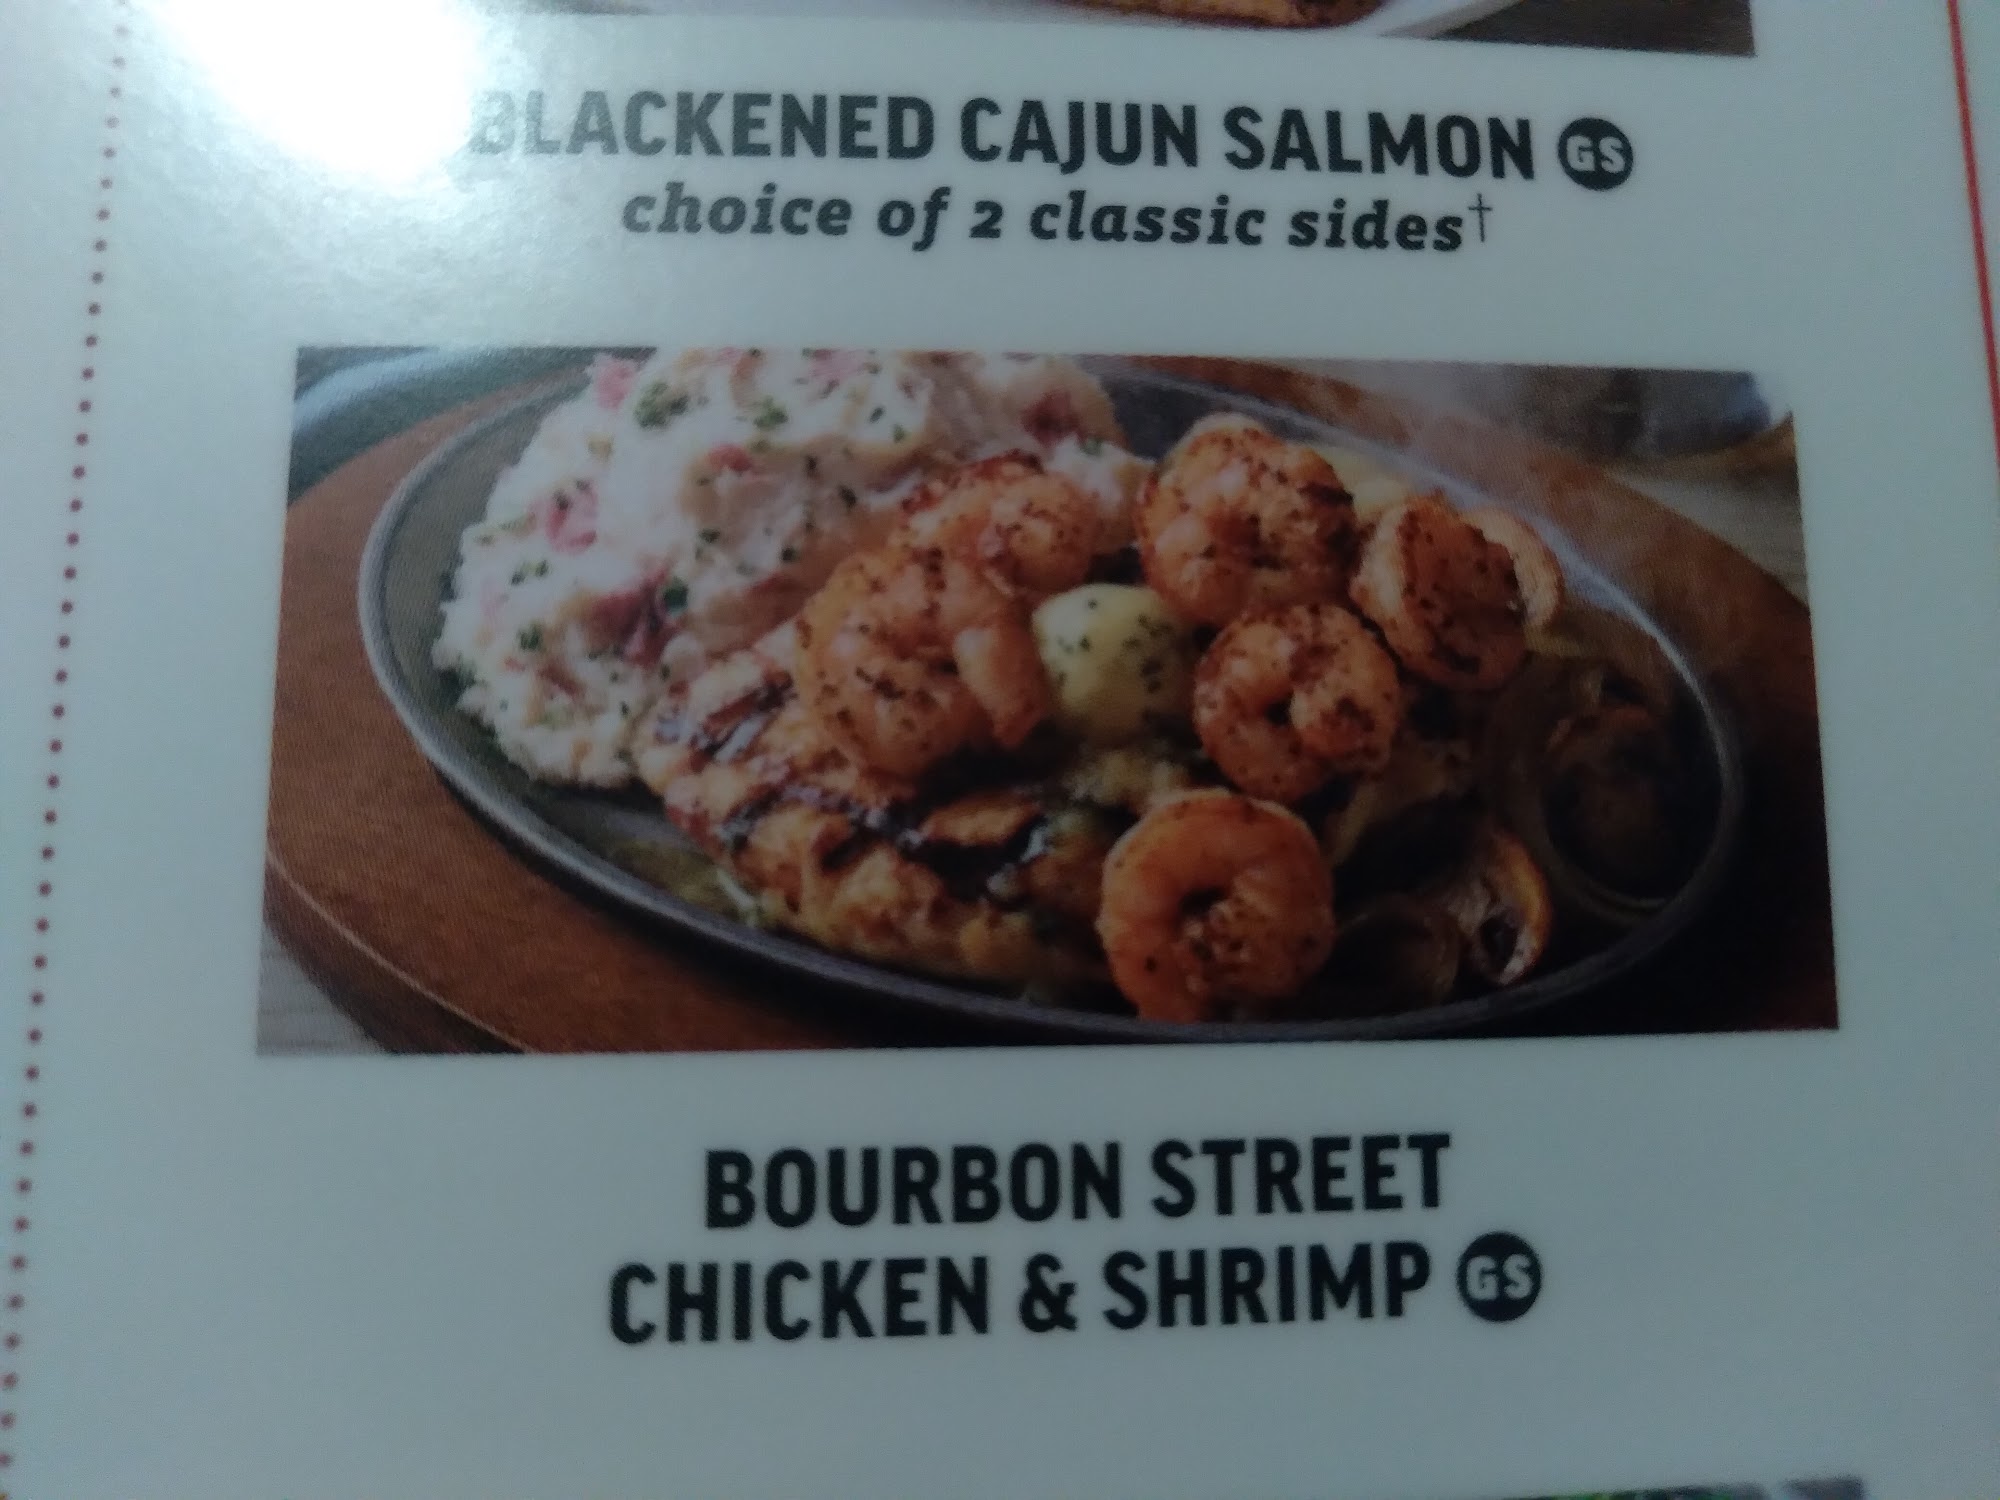 BLACKENED CAJUN SALMON GS
choice of 2 classic sides†
BOURBON STREET
CHICKEN & SHRIMP GS